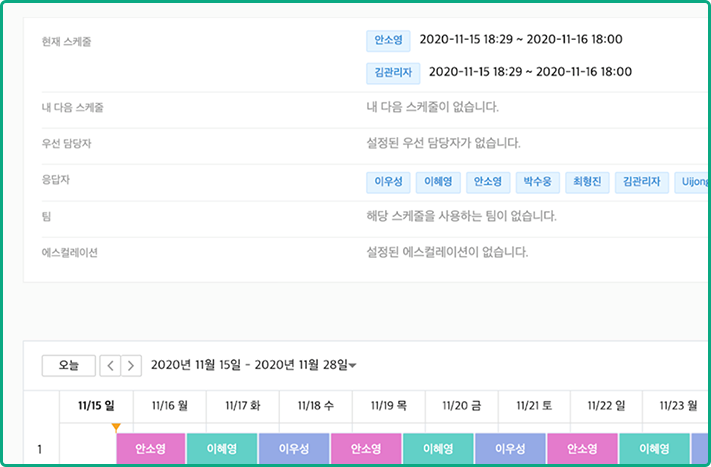 현재 스케줄 안소영 2020-11-15 18:29 ~ 2020-11-16 18:00
김관리자 2020-11-15 18:29 ~ 2020-11-16 18:00
내 다음 스케줄 내 다음 스케줄이 없습니다.
우선 담당자 설정된 우선 담당자가 없습니다.
응답자 이우성 이혜영 안소영 박수웅 최형진 김관리자 Uijong
팀 해당 스케줄을 사용하는 팀이 없습니다.
에스컬레이션 설정된 에스컬레이션이 없습니다.
오늘 < > 2020년 11월 15일 - 2020년 11월 28일
11/15 일 11/16 월 11/17 화 11/18 수 11/19 목 11/20 금 11/21 토 11/22 일 11/23 월
1 안소영 이혜영 이우성 안소영 이혜영 이우성 안소영 이혜영